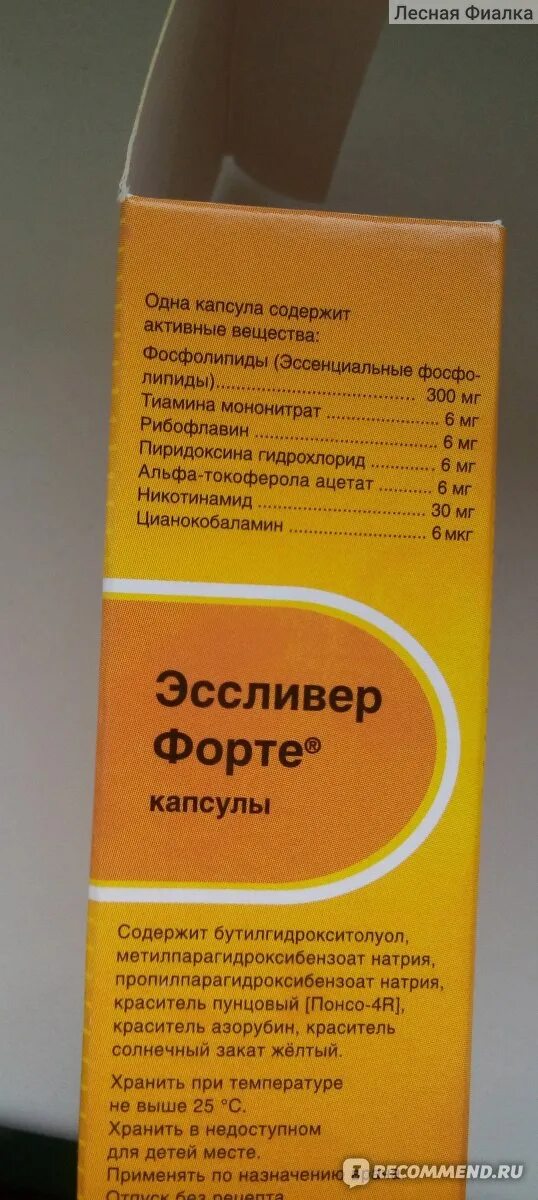 Лесная Фиалка
Одна капсула содержит
активные вещества:
Фосфолипиды (Эссенциальные фосфо-
липиды)........................................ 300 мг
Тиамина мононитрат .................. 6 мг
Рибофлавин ............................... 6 мг
Пиридоксина гидрохлорид ........... 6 мг
Альфа-токоферола ацетат ........... 6 мг
Никотинамид ............................. 30 мг
Цианокобаламин ........................ 6 мкг
Эссливер
Форте®
капсулы
Содержит бутилгидрокситолуол,
метилпарагидроксибензоат натрия,
пропилпарагидроксибензоат натрия,
краситель пунцовый [Понсо-4R],
краситель азорубин, краситель
солнечный закат жёлтый.
Хранить при температуре
не выше 25 °C.
Хранить в недоступном
для детей месте.
Применять по назначению
Отпуск без рецепта
RECOMMEND.RU